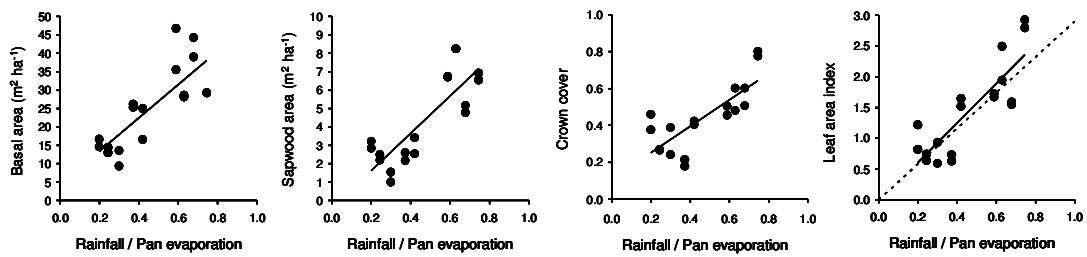 Basal area (m² ha⁻¹)
50
45
40
35
30
25
20
15
10
5
0
0.0 0.2 0.4 0.6 0.8 1.0
Rainfall / Pan evaporation
Sapwood area (m² ha⁻¹)
10
9
8
7
6
5
4
3
2
1
0
0.0 0.2 0.4 0.6 0.8 1.0
Rainfall / Pan evaporation
Crown cover
1.0
0.8
0.6
0.4
0.2
0.0
0.0 0.2 0.4 0.6 0.8 1.0
Rainfall / Pan evaporation
Leaf area index
3.0
2.5
2.0
1.5
1.0
0.5
0.0
0.0 0.2 0.4 0.6 0.8 1.0
Rainfall / Pan evaporation